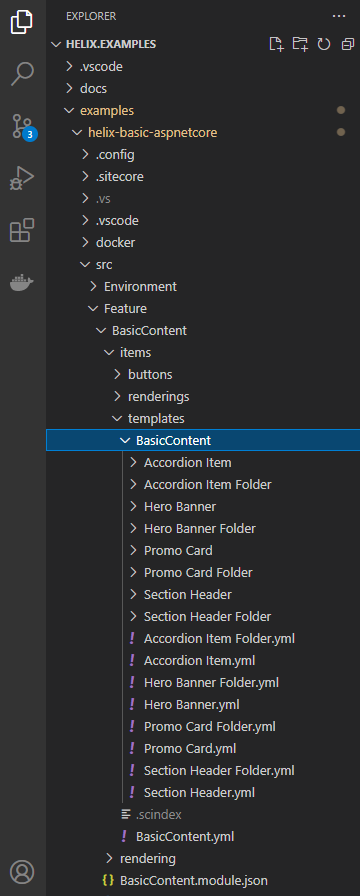 EXPLORER
HELIX.EXAMPLES
.vscode
docs
examples
helix-basic-aspnetcore
.config
.sitecore
.vs
.vscode
docker
src
Environment
Feature
BasicContent
items
buttons
renderings
templates
BasicContent
Accordion Item
Accordion Item Folder
Hero Banner
Hero Banner Folder
Promo Card
Promo Card Folder
Section Header
Section Header Folder
! Accordion Item Folder.yml
! Accordion Item.yml
! Hero Banner Folder.yml
! Hero Banner.yml
! Promo Card Folder.yml
! Promo Card.yml
! Section Header Folder.yml
! Section Header.yml
.scindex
! BasicContent.yml
rendering
{} BasicContent.module.json
3